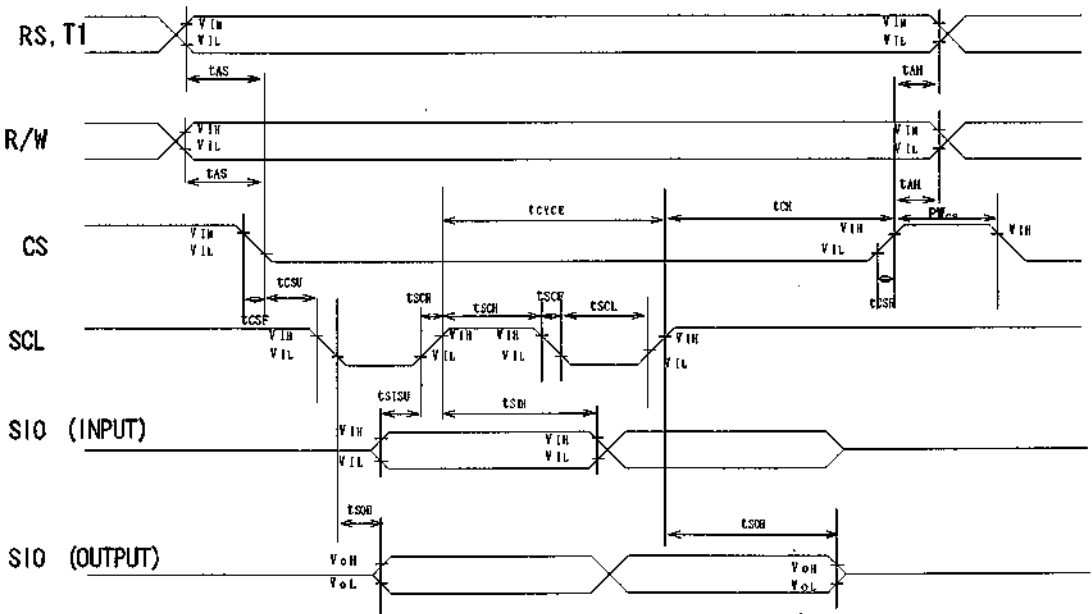 RS, T1
VIH
VIL
VIH
VIL
tAS
tAH
R/W
VIH
VIL
VIH
VIL
tAS
tAH
tCYCE
tCH
PWCS
CS
VIH
VIL
VIH
VIL
VIH
tCSF
tCSU
tCSR
SCL
tSCR
tSCH
tSCF
tSCL
VIH
VIL
VIH
VIL
VIH
VIL
VIH
VIL
tSISU
tSIH
SIO (INPUT)
VIH
VIL
VIH
VIL
tSOD
tSOH
SIO (OUTPUT)
VOH
VOL
VOH
VOL